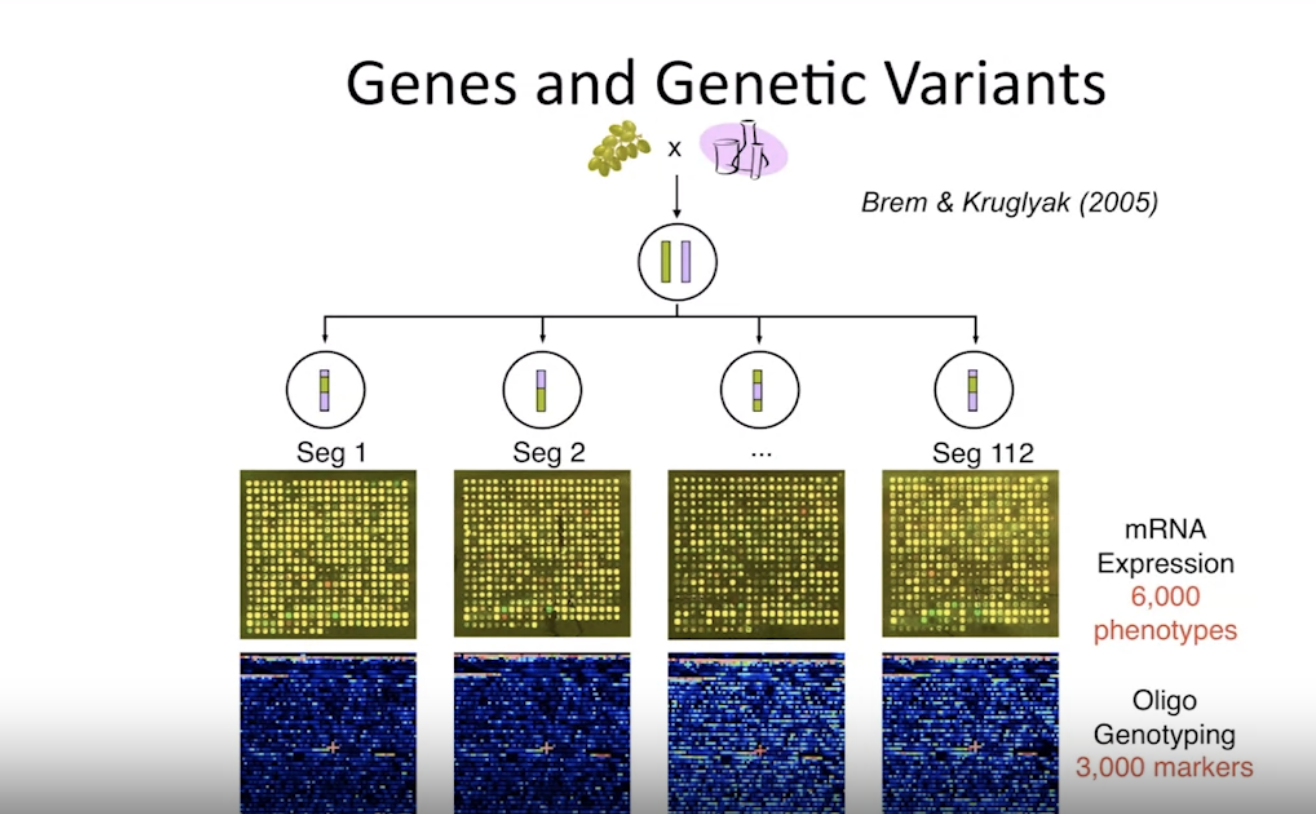 Genes and Genetic Variants
x
Brem & Kruglyak (2005)
Seg 1
Seg 2
...
Seg 112
mRNA
Expression
6,000
phenotypes
Oligo
Genotyping
3,000 markers